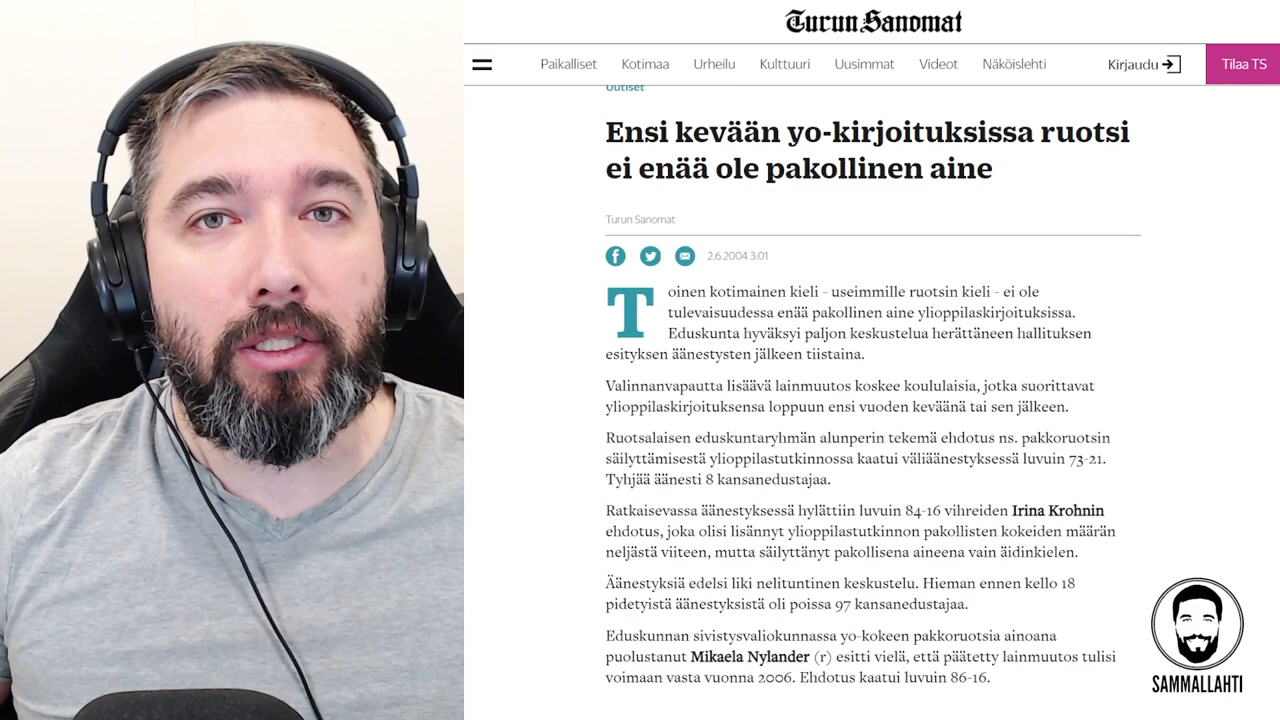 Turun Sanomat
Paikalliset Kotimaa Urheilu Kulttuuri Uusimmat Videot Näköislehti Kirjaudu Tilaa TS
Uutiset
Ensi kevään yo-kirjoituksissa ruotsi
ei enää ole pakollinen aine
Turun Sanomat
2.6.2004 3:01
Toinen kotimainen kieli - useimmille ruotsin kieli - ei ole
tulevaisuudessa enää pakollinen aine ylioppilaskirjoituksissa.
Eduskunta hyväksyi paljon keskustelua herättäneen hallituksen
esityksen äänestysten jälkeen tiistaina.
Valinnanvapautta lisäävä lainmuutos koskee koululaisia, jotka suorittavat
ylioppilaskirjoituksensa loppuun ensi vuoden keväänä tai sen jälkeen.
Ruotsalaisen eduskuntaryhmän alunperin tekemä ehdotus ns. pakkoruotsin
säilyttämisestä ylioppilastutkinnossa kaatui väliäänestyksessä luvuin 73-21.
Tyhjää äänesti 8 kansanedustajaa.
Ratkaisevassa äänestyksessä hylättiin luvuin 84-16 vihreiden Irina Krohnin
ehdotus, joka olisi lisännyt ylioppilastutkinnon pakollisten kokeiden määrän
neljästä viiteen, mutta säilyttänyt pakollisena aineena vain äidinkielen.
Äänestyksiä edelsi liki nelituntinen keskustelu. Hieman ennen kello 18
pidetyistä äänestyksistä oli poissa 97 kansanedustajaa.
Eduskunnan sivistysvaliokunnassa yo-kokeen pakkoruotsia ainoana
puolustanut Mikaela Nylander (r) esitti vielä, että päätetty lainmuutos tulisi
voimaan vasta vuonna 2006. Ehdotus kaatui luvuin 86-16.
SAMMALLAHTI